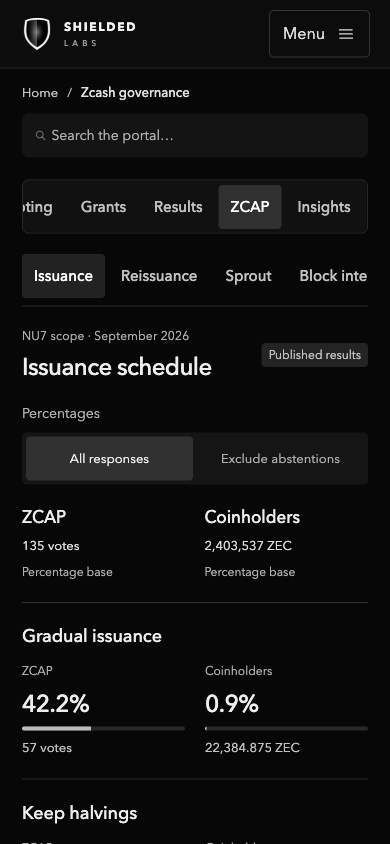 SHIELDED
LABS
Menu
Home / Zcash governance
Search the portal...
Grants Results ZCAP Insights
Issuance Reissuance Sprout Block inte
NU7 scope · September 2026
Issuance schedule
Published results
Percentages
All responses Exclude abstentions
ZCAP Coinholders
135 votes 2,403,537 ZEC
Percentage base Percentage base
Gradual issuance
ZCAP Coinholders
42.2% 0.9%
57 votes 22,384.875 ZEC
Keep halvings